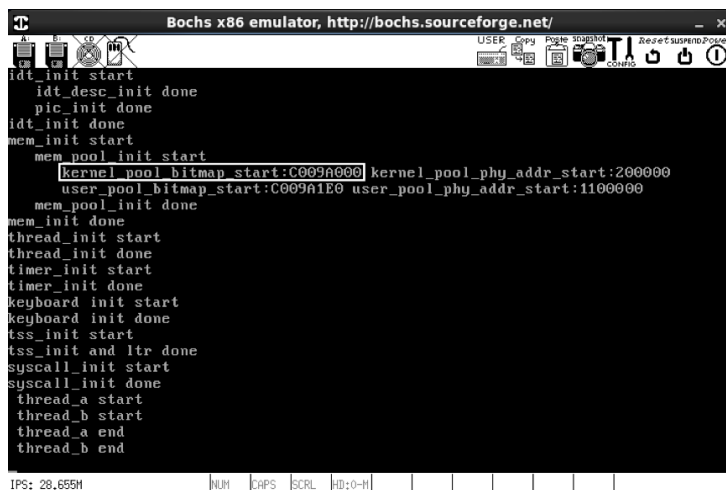 Bochs x86 emulator, http://bochs.sourceforge.net/
A: B: CD USER Copy Paste snapshot CONFIG Reset SUSPEND Power
idt_init start
idt_desc_init done
pic_init done
idt_init done
mem_init start
mem_pool_init start
kernel_pool_bitmap_start:C009A000 kernel_pool_phy_addr_start:200000
user_pool_bitmap_start:C009A1E0 user_pool_phy_addr_start:1100000
mem_pool_init done
mem_init done
thread_init start
thread_init done
timer_init start
timer_init done
keyboard init start
keyboard init done
tss_init start
tss_init and ltr done
syscall_init start
syscall_init done
thread_a start
thread_b start
thread_a end
thread_b end
IPS: 28.655M NUM CAPS SCRL HD:0-M